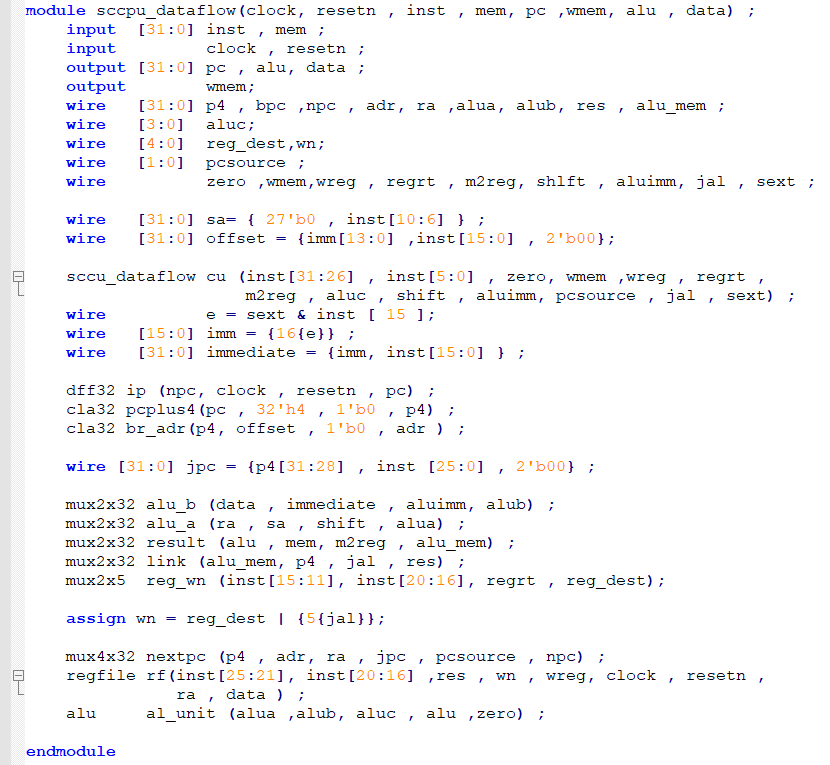 module sccpu_dataflow(clock, resetn , inst , mem, pc ,wmem, alu , data) ;
input [31:0] inst , mem ;
input clock , resetn ;
output [31:0] pc , alu, data ;
output wmem;
wire [31:0] p4 , bpc ,npc , adr, ra ,alua, alub, res , alu_mem ;
wire [3:0] aluc;
wire [4:0] reg_dest,wn;
wire [1:0] pcsource ;
wire zero ,wmem,wreg , regrt , m2reg, shlft , aluimm, jal , sext ;
wire [31:0] sa= { 27'b0 , inst[10:6] } ;
wire [31:0] offset = {imm[13:0] ,inst[15:0] , 2'b00};
sccu_dataflow cu (inst[31:26] , inst[5:0] , zero, wmem ,wreg , regrt ,
m2reg , aluc , shift , aluimm, pcsource , jal , sext) ;
wire e = sext & inst [ 15 ];
wire [15:0] imm = {16{e}} ;
wire [31:0] immediate = {imm, inst[15:0] } ;
dff32 ip (npc, clock , resetn , pc) ;
cla32 pcplus4(pc , 32'h4 , 1'b0 , p4) ;
cla32 br_adr(p4, offset , 1'b0 , adr ) ;
wire [31:0] jpc = {p4[31:28] , inst [25:0] , 2'b00} ;
mux2x32 alu_b (data , immediate , aluimm, alub) ;
mux2x32 alu_a (ra , sa , shift , alua) ;
mux2x32 result (alu , mem, m2reg , alu_mem) ;
mux2x32 link (alu_mem, p4 , jal , res) ;
mux2x5 reg_wn (inst[15:11], inst[20:16], regrt , reg_dest);
assign wn = reg_dest | {5{jal}};
mux4x32 nextpc (p4 , adr, ra , jpc , pcsource , npc) ;
regfile rf(inst[25:21], inst[20:16] ,res , wn , wreg, clock , resetn ,
ra , data ) ;
alu al_unit (alua ,alub, aluc , alu ,zero) ;
endmodule